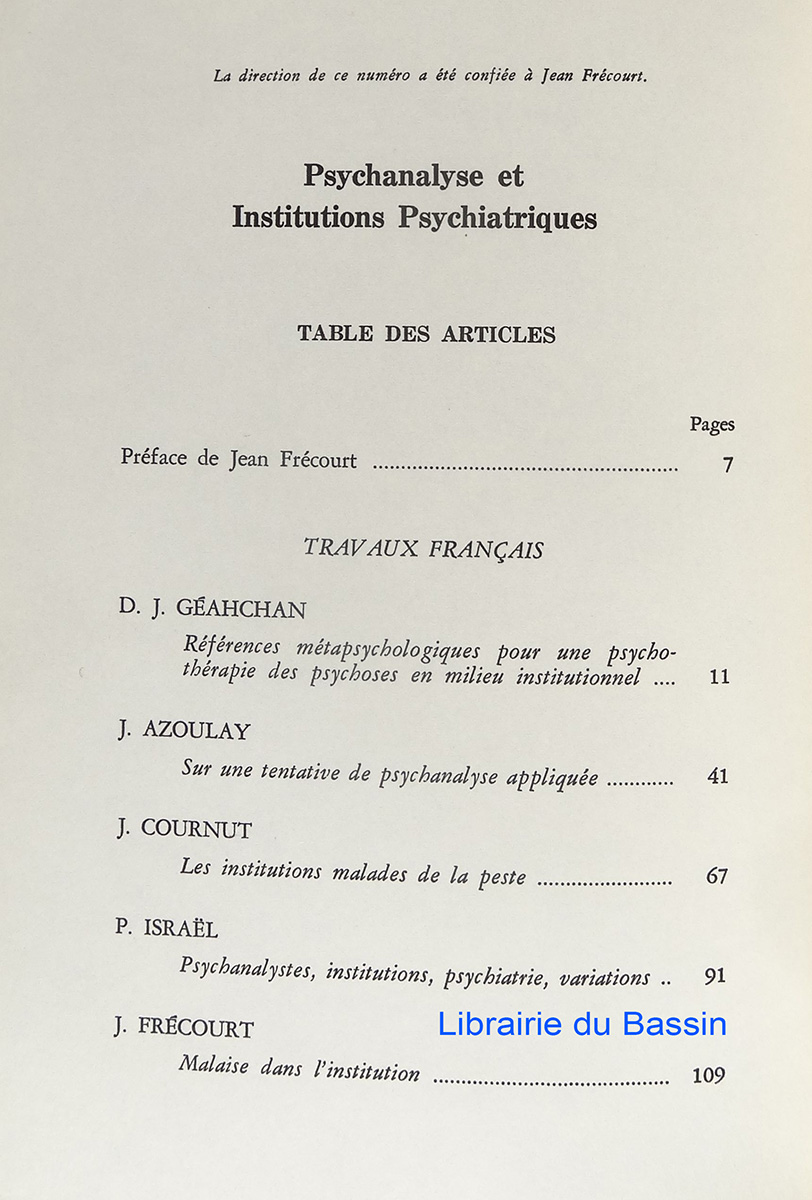 La direction de ce numéro a été confiée à Jean Frécourt.
Psychanalyse et
Institutions Psychiatriques
TABLE DES ARTICLES
Pages
Préface de Jean Frécourt ........................................................ 7
TRAVAUX FRANÇAIS
D. J. GÉAHCHAN
Références métapsychologiques pour une psycho-
thérapie des psychoses en milieu institutionnel .... 11
J. AZOULAY
Sur une tentative de psychanalyse appliquée ............ 41
J. COURNUT
Les institutions malades de la peste ........................ 67
P. ISRAËL
Psychanalystes, institutions, psychiatrie, variations .. 91
J. FRÉCOURT
Librairie du Bassin
Malaise dans l'institution .......................................... 109